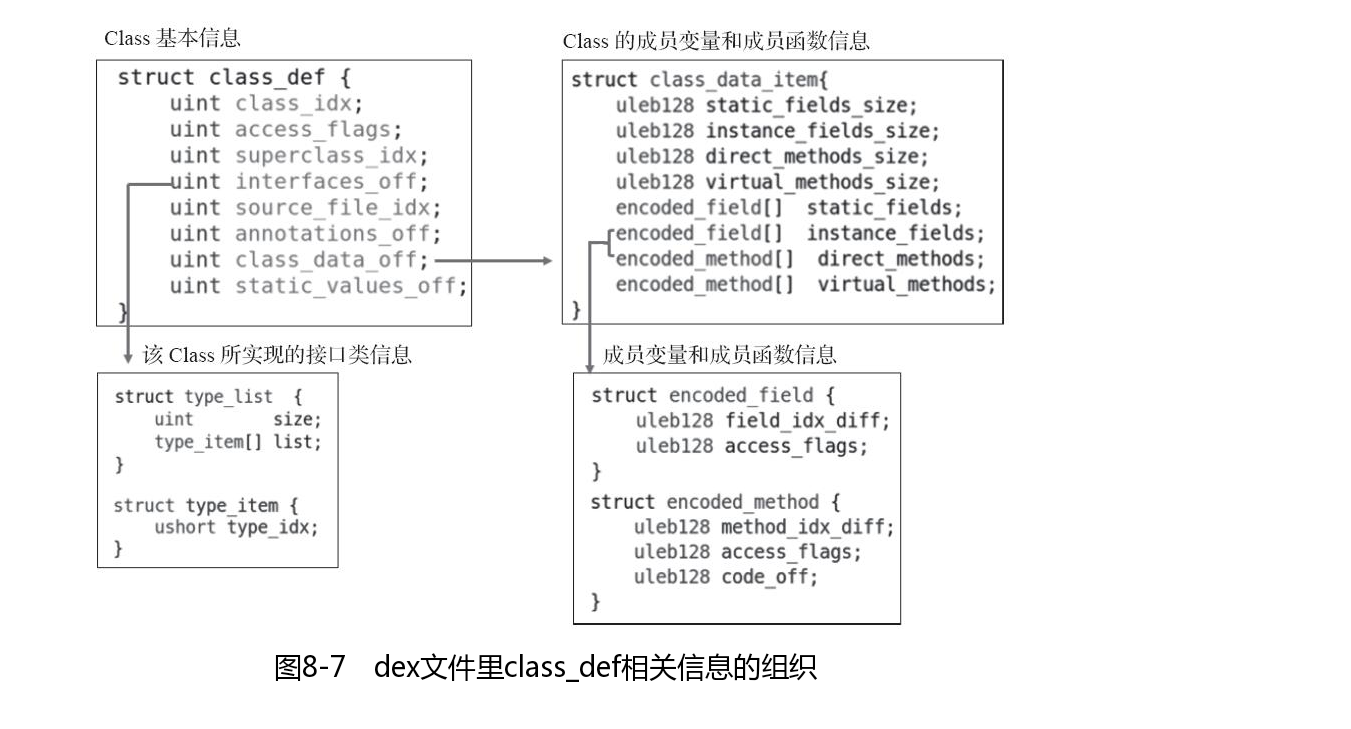 Class 基本信息
struct class_def {
uint class_idx;
uint access_flags;
uint superclass_idx;
uint interfaces_off;
uint source_file_idx;
uint annotations_off;
uint class_data_off;
uint static_values_off;
}
Class 的成员变量和成员函数信息
struct class_data_item{
uleb128 static_fields_size;
uleb128 instance_fields_size;
uleb128 direct_methods_size;
uleb128 virtual_methods_size;
encoded_field[] static_fields;
encoded_field[] instance_fields;
encoded_method[] direct_methods;
encoded_method[] virtual_methods;
}
该 Class 所实现的接口类信息
struct type_list {
uint size;
type_item[] list;
}
struct type_item {
ushort type_idx;
}
成员变量和成员函数信息
struct encoded_field {
uleb128 field_idx_diff;
uleb128 access_flags;
}
struct encoded_method {
uleb128 method_idx_diff;
uleb128 access_flags;
uleb128 code_off;
}
图8-7 dex文件里class_def相关信息的组织